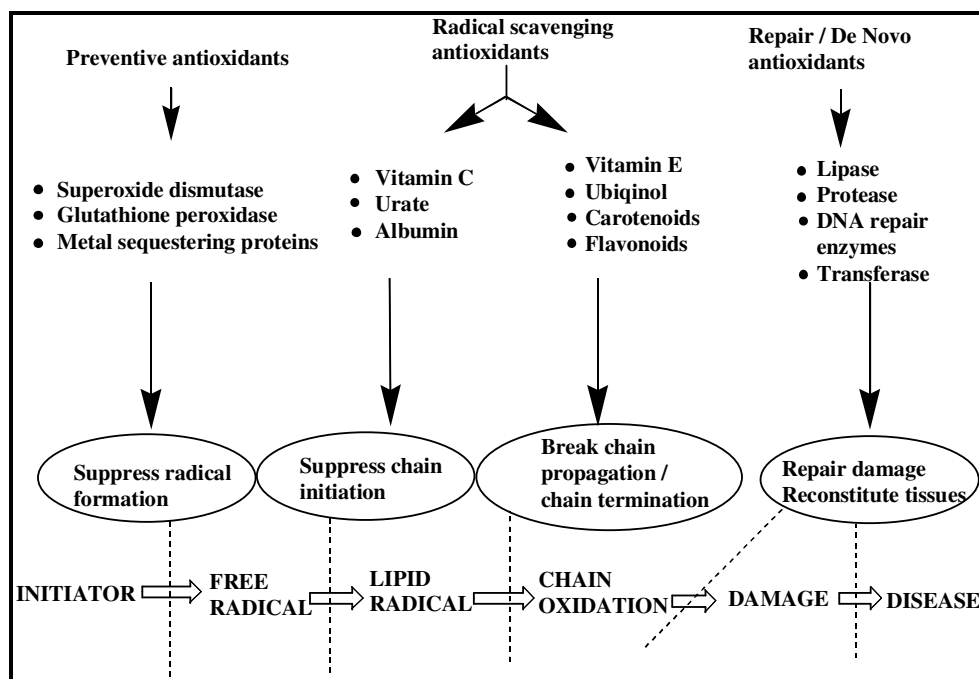 Preventive antioxidants
Radical scavenging
antioxidants
Repair / De Novo
antioxidants
• Superoxide dismutase
• Glutathione peroxidase
• Metal sequestering proteins
• Vitamin C
• Urate
• Albumin
• Vitamin E
• Ubiqinol
• Carotenoids
• Flavonoids
• Lipase
• Protease
• DNA repair
enzymes
• Transferase
Suppress radical
formation
Suppress chain
initiation
Break chain
propagation /
chain termination
Repair damage
Reconstitute tissues
INITIATOR
FREE
RADICAL
LIPID
RADICAL
CHAIN
OXIDATION
DAMAGE
DISEASE